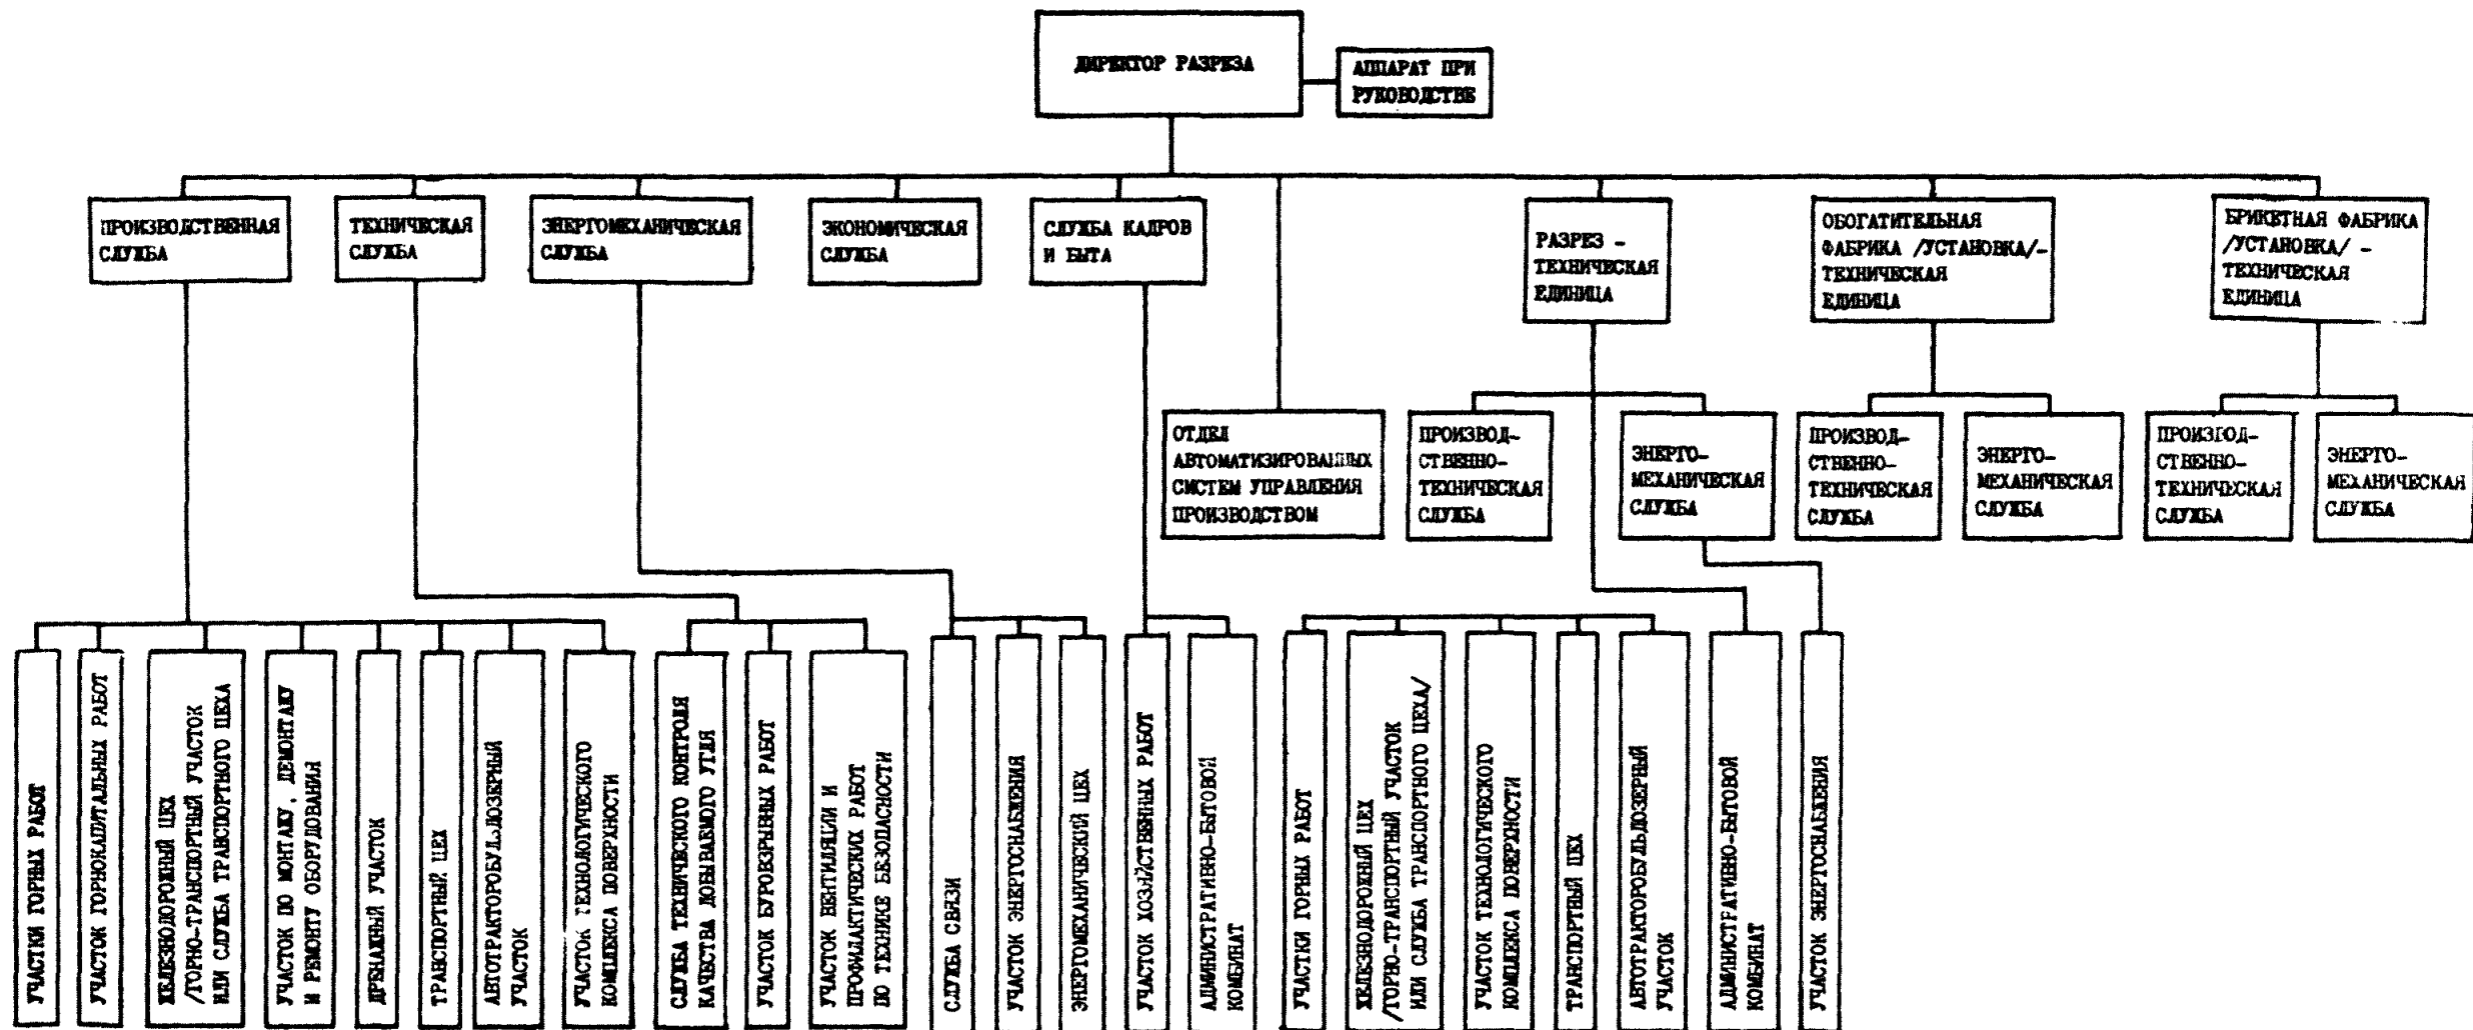 ДИРЕКТОР РАЗРЕЗА
АППАРАТ ПРИ
РУКОВОДСТВЕ
ПРОИЗВОДСТВЕННАЯ
СЛУЖБА
ТЕХНИЧЕСКАЯ
СЛУЖБА
ЭНЕРГОМЕХАНИЧЕСКАЯ
СЛУЖБА
ЭКОНОМИЧЕСКАЯ
СЛУЖБА
СЛУЖБА КАДРОВ
И БЫТА
РАЗРЕЗ -
ТЕХНИЧЕСКАЯ
ЕДИНИЦА
ОБОГАТИТЕЛЬНАЯ
ФАБРИКА /УСТАНОВКА/-
ТЕХНИЧЕСКАЯ
ЕДИНИЦА
БРИКЕТНАЯ ФАБРИКА
/УСТАНОВКА/ -
ТЕХНИЧЕСКАЯ
ЕДИНИЦА
ОТДЕЛ
АВТОМАТИЗИРОВАННЫХ
СИСТЕМ УПРАВЛЕНИЯ
ПРОИЗВОДСТВОМ
ПРОИЗВОД-
СТВЕННО-
ТЕХНИЧЕСКАЯ
СЛУЖБА
ЭНЕРГО-
МЕХАНИЧЕСКАЯ
СЛУЖБА
ПРОИЗВОД-
СТВЕННО-
ТЕХНИЧЕСКАЯ
СЛУЖБА
ЭНЕРГО-
МЕХАНИЧЕСКАЯ
СЛУЖБА
ПРОИЗВОД-
СТВЕННО-
ТЕХНИЧЕСКАЯ
СЛУЖБА
ЭНЕРГО-
МЕХАНИЧЕСКАЯ
СЛУЖБА
УЧАСТКИ ГОРНЫХ РАБОТ
УЧАСТОК ГОРНОКАПИТАЛЬНЫХ РАБОТ
ЖЕЛЕЗНОДОРОЖНЫЙ ЦЕХ
/ГОРНО-ТРАНСПОРТНЫЙ УЧАСТОК
ИЛИ СЛУЖБА ТРАНСПОРТНОГО ЦЕХА
УЧАСТОК ПО МОНТАЖУ, ДЕМОНТАЖУ
И РЕМОНТУ ОБОРУДОВАНИЯ
ДРЕНАЖНЫЙ УЧАСТОК
ТРАНСПОРТНЫЙ ЦЕХ
АВТОТРАКТОРОБУЛЬДОЗЕРНЫЙ
УЧАСТОК
УЧАСТОК ТЕХНОЛОГИЧЕСКОГО
КОМПЛЕКСА ПОВЕРХНОСТИ
СЛУЖБА ТЕХНИЧЕСКОГО КОНТРОЛЯ
КАЧЕСТВА ДОБЫВАЕМОГО УГЛЯ
УЧАСТОК БУРОВЗРЫВНЫХ РАБОТ
УЧАСТОК ВЕНТИЛЯЦИИ И
ПРОФИЛАКТИЧЕСКИХ РАБОТ
ПО ТЕХНИКЕ БЕЗОПАСНОСТИ
СЛУЖБА СВЯЗИ
УЧАСТОК ЭНЕРГОСНАБЖЕНИЯ
ЭНЕРГОМЕХАНИЧЕСКИЙ ЦЕХ
УЧАСТОК ХОЗЯЙСТВЕННЫХ РАБОТ
АДМИНИСТРАТИВНО-БЫТОВОЙ
КОМБИНАТ
УЧАСТКИ ГОРНЫХ РАБОТ
ЖЕЛЕЗНОДОРОЖНЫЙ ЦЕХ
/ГОРНО-ТРАНСПОРТНЫЙ УЧАСТОК
ИЛИ СЛУЖБА ТРАНСПОРТНОГО ЦЕХА/
УЧАСТОК ТЕХНОЛОГИЧЕСКОГО
КОМПЛЕКСА ПОВЕРХНОСТИ
ТРАНСПОРТНЫЙ ЦЕХ
АВТОТРАКТОРОБУЛЬДОЗЕРНЫЙ
УЧАСТОК
АДМИНИСТРАТИВНО-БЫТОВОЙ
КОМБИНАТ
УЧАСТОК ЭНЕРГОСНАБЖЕНИЯ